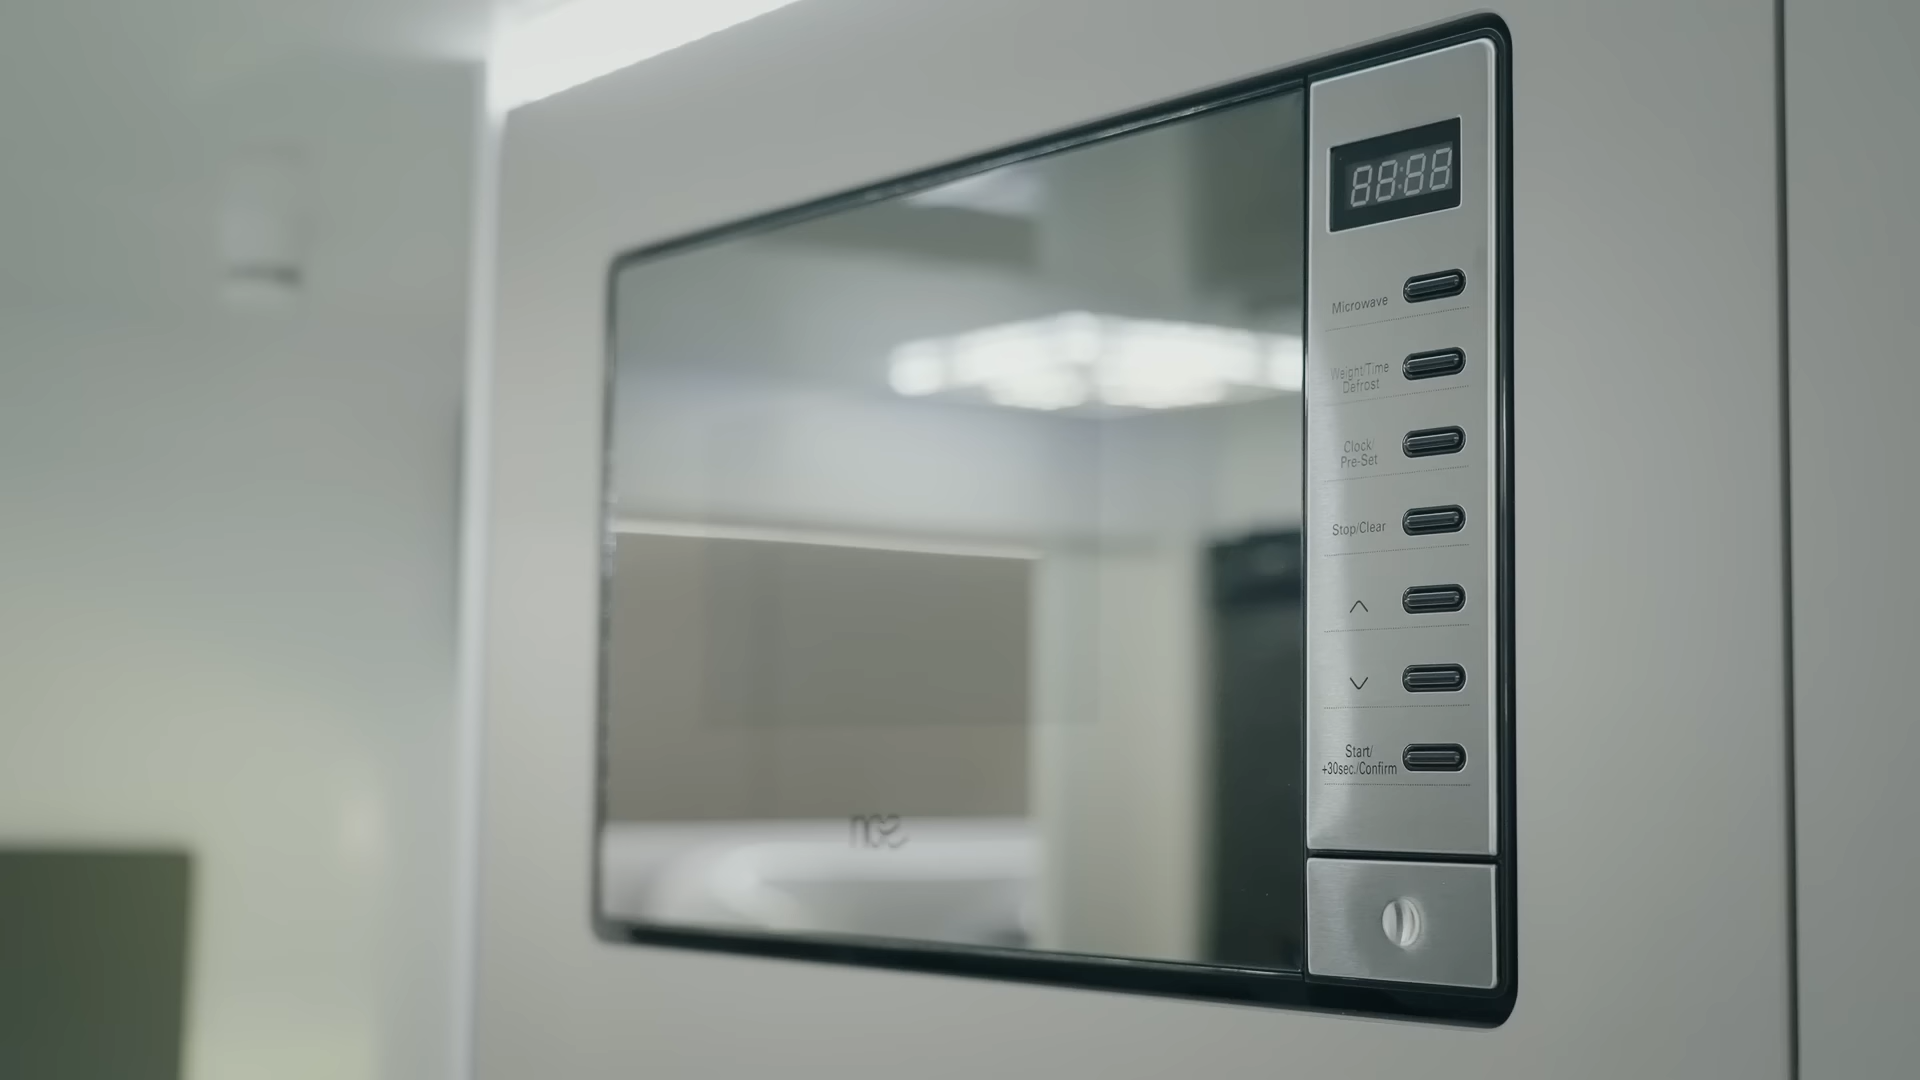 88:88
Microwave
Weight/Time
Defrost
Clock/
Pre-Set
Stop/Clear
Start/
+30sec./Confirm